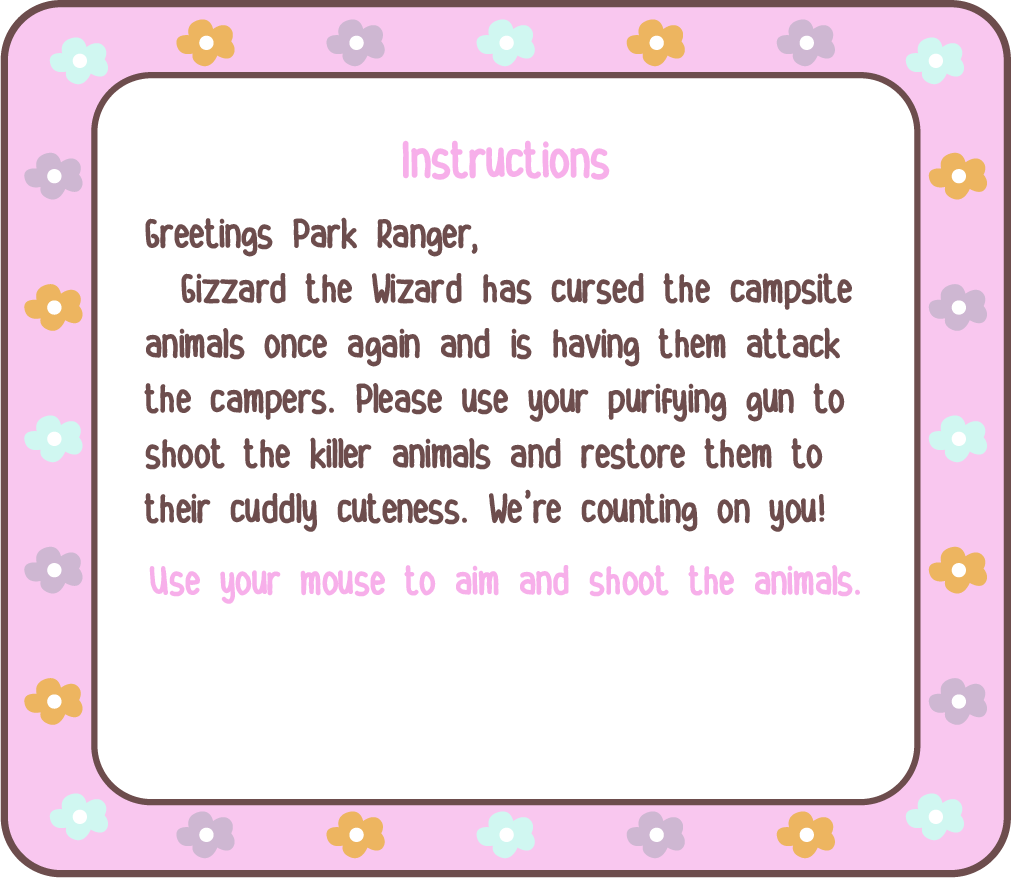 Instructions
Greetings Park Ranger,
Gizzard the Wizard has cursed the campsite
animals once again and is having them attack
the campers. Please use your purifying gun to
shoot the killer animals and restore them to
their cuddly cuteness. We're counting on you!
Use your mouse to aim and shoot the animals.